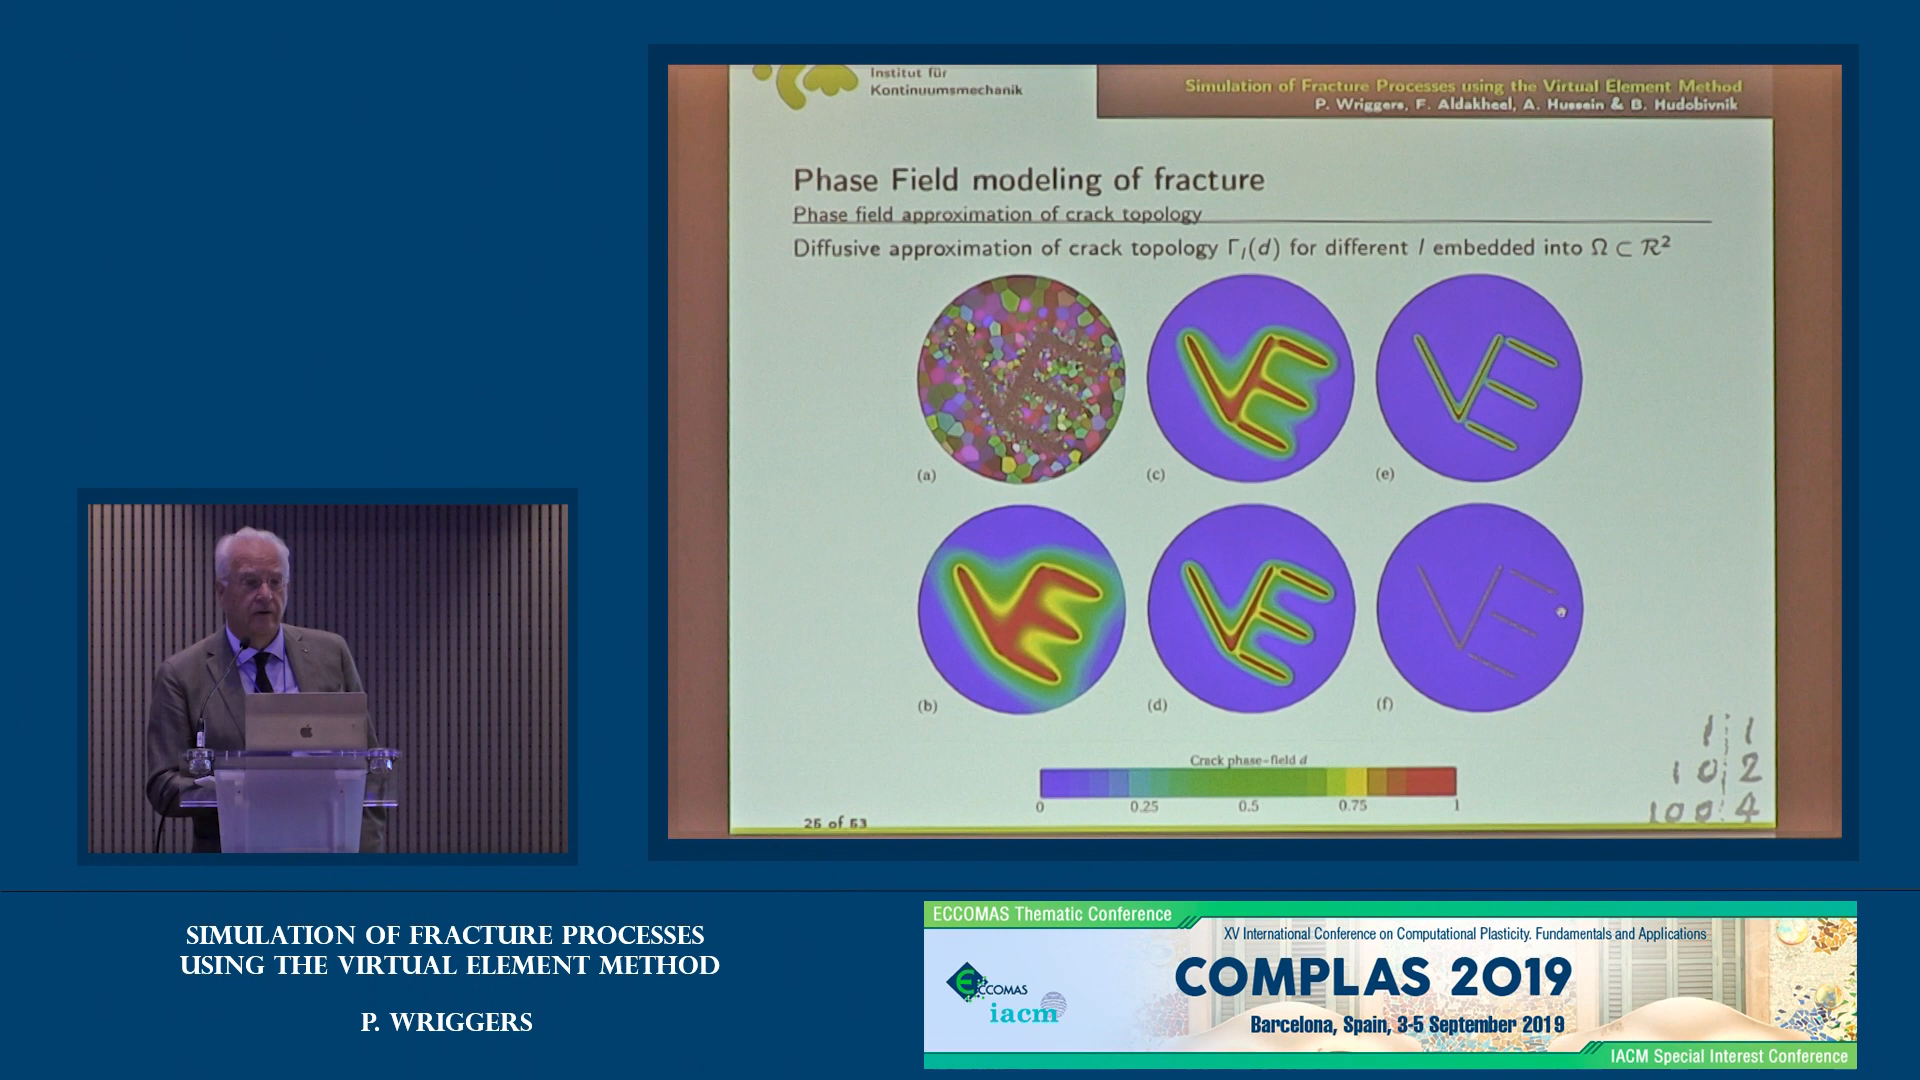 Institut für
Kontinuumsmechanik
Simulation of Fracture Processes using the Virtual Element Method
P. Wriggers, F. Aldakheel, A. Hussein & B. Hudobivnik
Phase Field modeling of fracture
Phase field approximation of crack topology
Diffusive approximation of crack topology Γₗ(d) for different l embedded into Ω ⊂ ℛ²
(a)
(c)
(e)
(b)
(d)
(f)
1 1
10 2
100 4
Crack phase-field d
0 0.25 0.5 0.75 1
25 of 53
SIMULATION OF FRACTURE PROCESSES
USING THE VIRTUAL ELEMENT METHOD
P. WRIGGERS
ECCOMAS Thematic Conference
XV International Conference on Computational Plasticity. Fundamentals and Applications
COMPLAS 2019
ECCOMAS
iacm
Barcelona, Spain, 3-5 September 2019
IACM Special Interest Conference